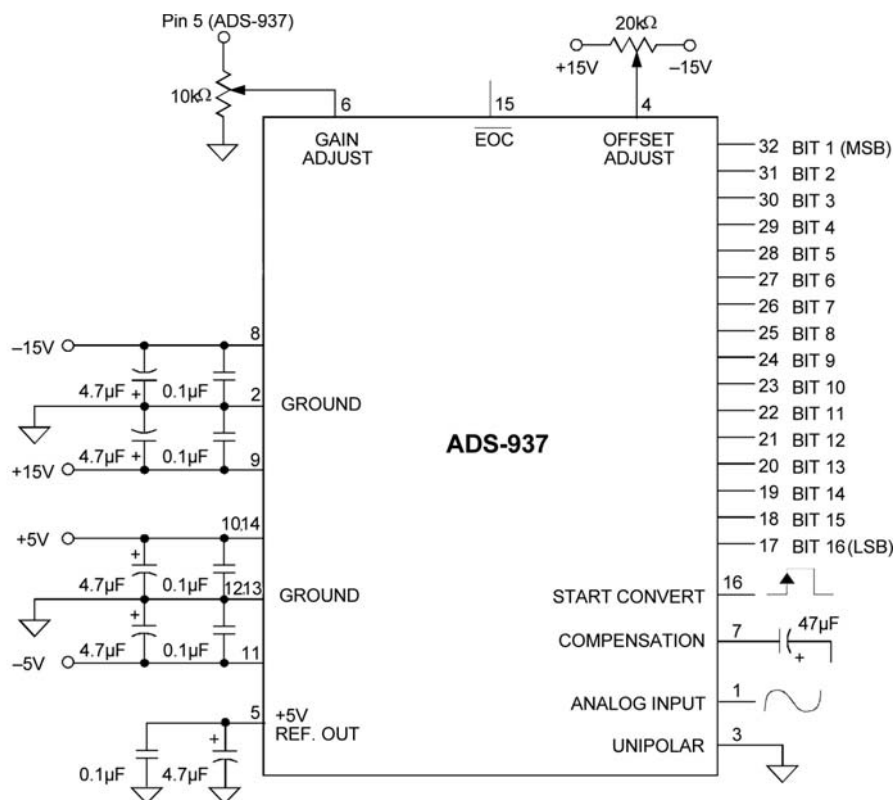 Pin 5 (ADS-937)
10kΩ
6
GAIN
ADJUST
15
EOC
20kΩ
+15V
–15V
4
OFFSET
ADJUST
32 BIT 1 (MSB)
31 BIT 2
30 BIT 3
29 BIT 4
28 BIT 5
27 BIT 6
26 BIT 7
25 BIT 8
24 BIT 9
23 BIT 10
22 BIT 11
21 BIT 12
20 BIT 13
19 BIT 14
18 BIT 15
17 BIT 16 (LSB)
–15V
8
4.7µF
+
0.1µF
2
GROUND
4.7µF
+
0.1µF
+15V
9
ADS-937
+5V
10,14
+
4.7µF
0.1µF
12,13
GROUND
+
4.7µF
0.1µF
–5V
11
5
+5V
REF. OUT
+
0.1µF
4.7µF
START CONVERT
16
COMPENSATION
7
47µF
+
ANALOG INPUT
1
UNIPOLAR
3